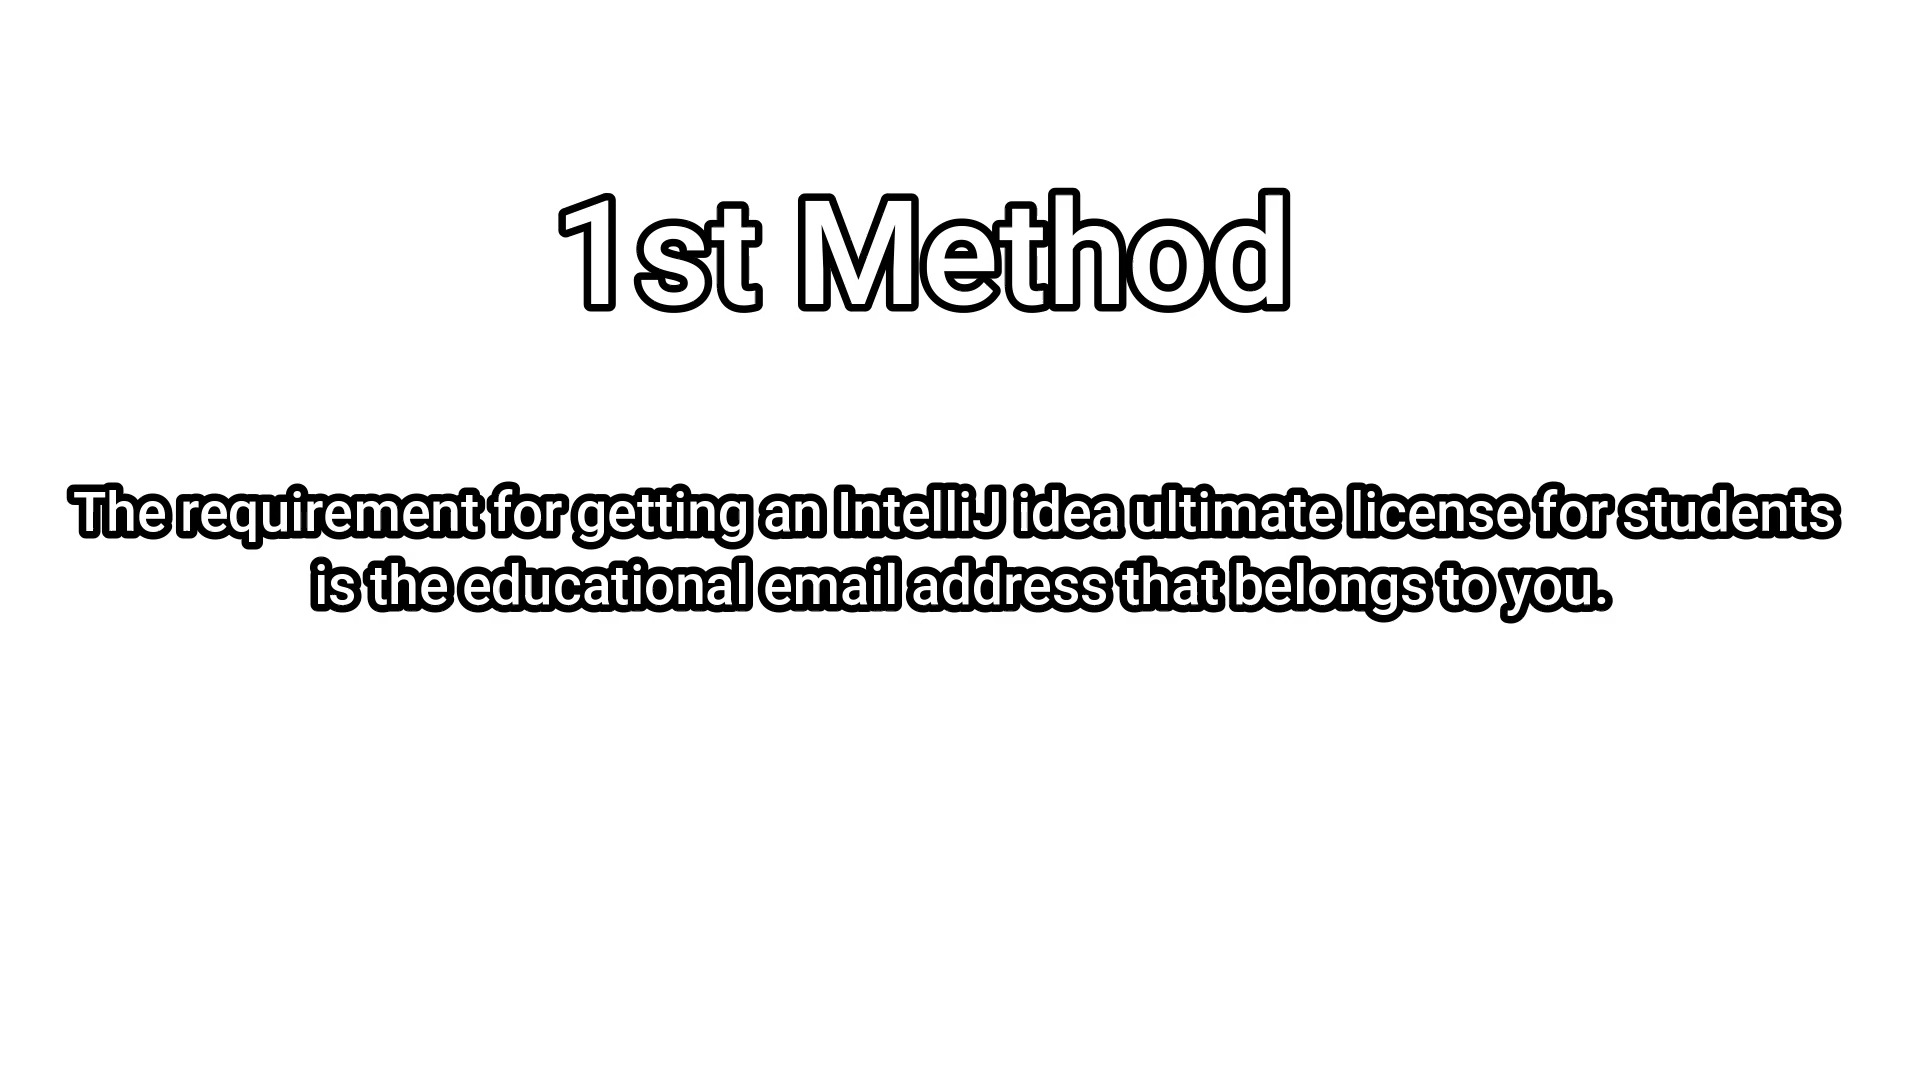 1st Method
The requirement for getting an IntelliJ idea ultimate license for students
is the educational email address that belongs to you.